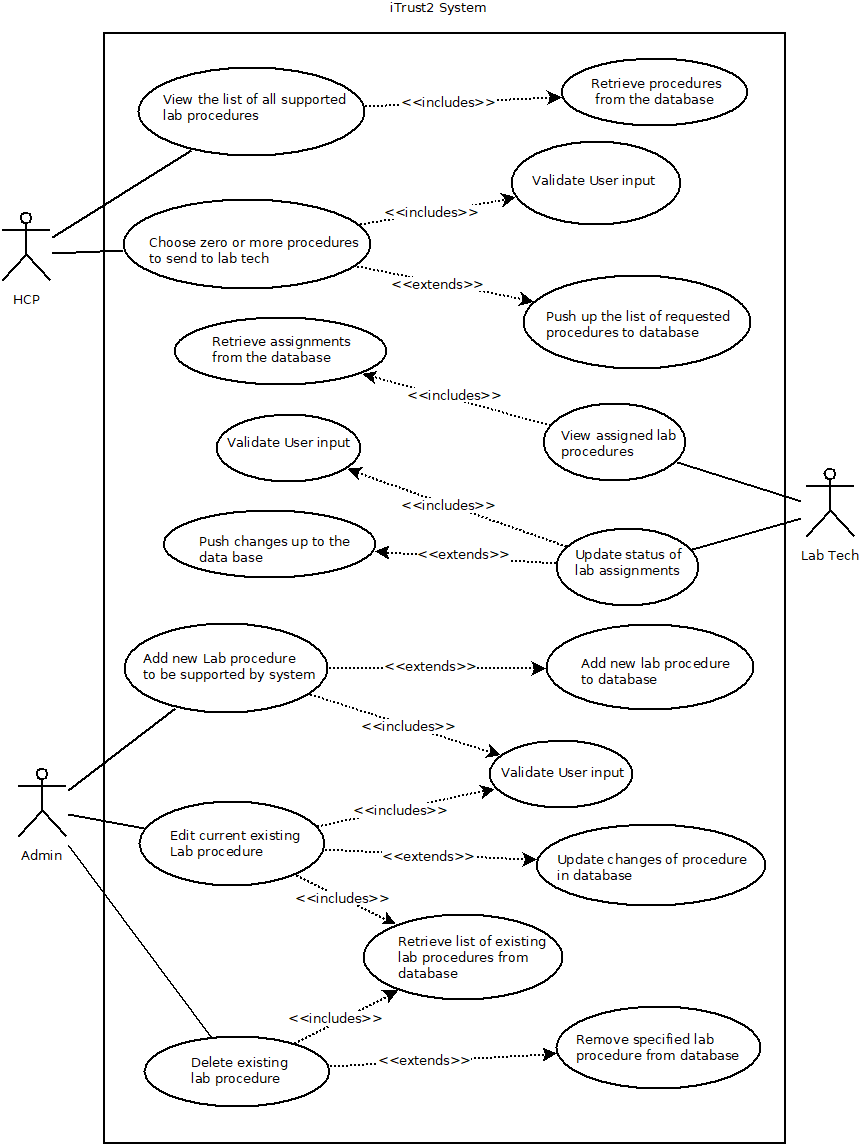 iTrust2 System
View the list of all supported
lab procedures
<<includes>>
Retrieve procedures
from the database
Validate User input
<<includes>>
Choose zero or more procedures
to send to lab tech
<<extends>>
HCP
Push up the list of requested
procedures to database
Retrieve assignments
from the database
<<includes>>
View assigned lab
procedures
Validate User input
<<includes>>
Push changes up to the
data base
<<extends>>
Update status of
lab assignments
Lab Tech
Add new Lab procedure
to be supported by system
<<extends>>
Add new lab procedure
to database
<<includes>>
Validate User input
<<includes>>
Edit current existing
Lab procedure
Admin
<<extends>>
Update changes of procedure
in database
<<includes>>
Retrieve list of existing
lab procedures from
database
<<includes>>
Remove specified lab
procedure from database
Delete existing
lab procedure
<<extends>>